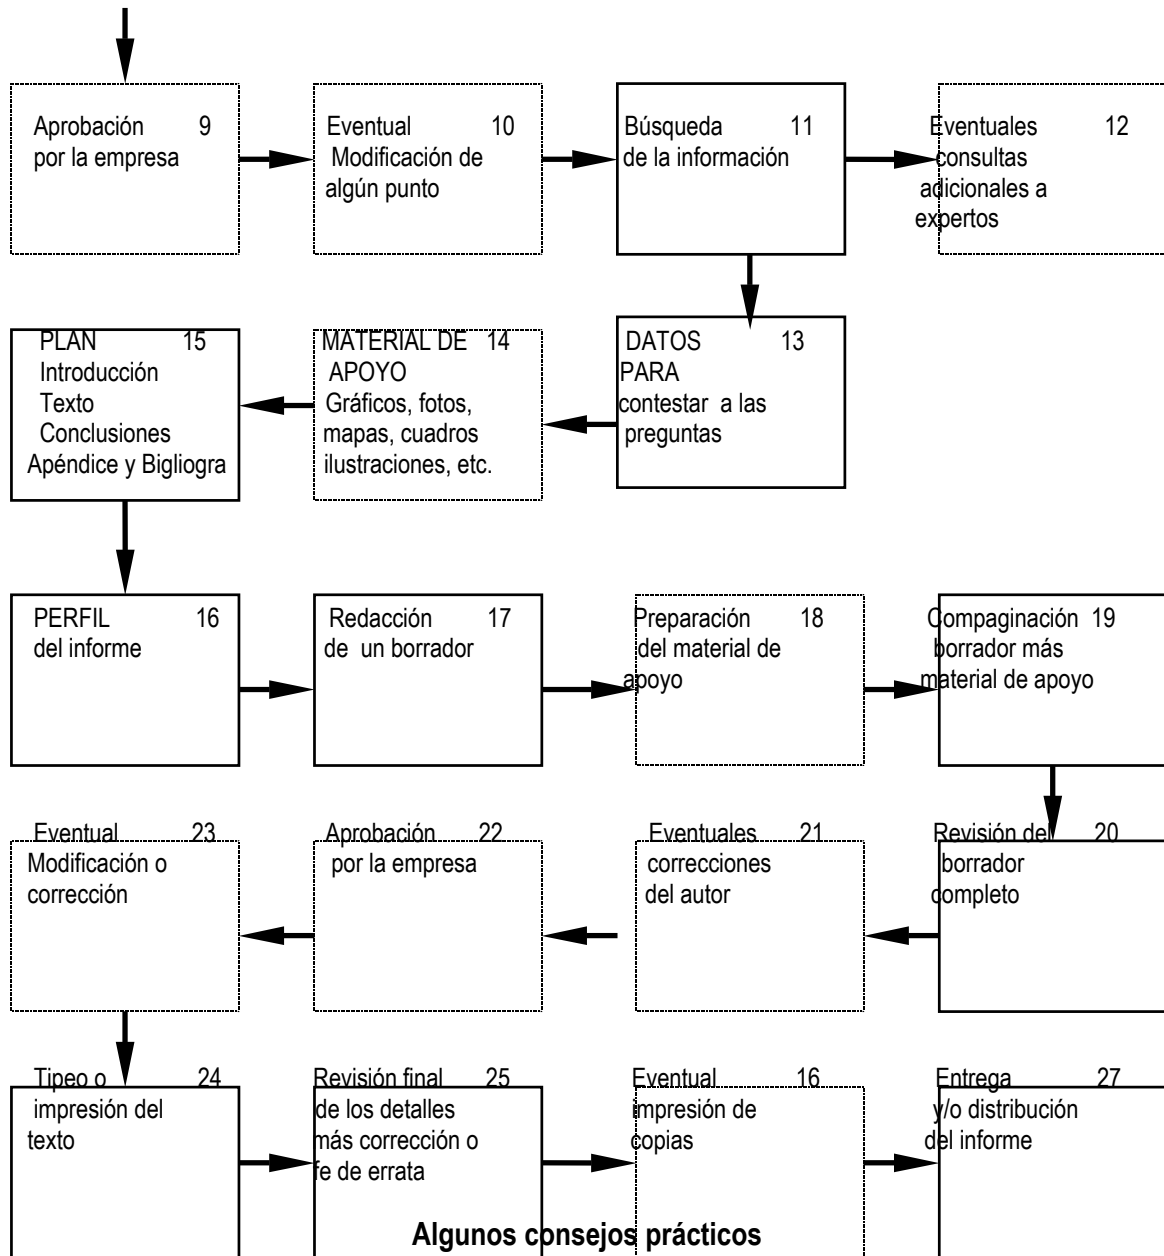 Aprobación 9
por la empresa
Eventual 10
Modificación de
algún punto
Búsqueda 11
de la información
Eventuales 12
consultas
adicionales a
expertos
PLAN 15
Introducción
Texto
Conclusiones
Apéndice y Bigliogra
MATERIAL DE 14
APOYO
Gráficos, fotos,
mapas, cuadros
ilustraciones, etc.
DATOS 13
PARA
contestar a las
preguntas
PERFIL 16
del informe
Redacción 17
de un borrador
Preparación 18
del material de
apoyo
Compaginación 19
borrador más
material de apoyo
Eventual 23
Modificación o
corrección
Aprobación 22
por la empresa
Eventuales 21
correcciones
del autor
Revisión del 20
borrador
completo
Tipeo o 24
impresión del
texto
Revisión final 25
de los detalles
más corrección o
fe de errata
Eventual 16
impresión de
copias
Entrega 27
y/o distribución
del informe
Algunos consejos prácticos